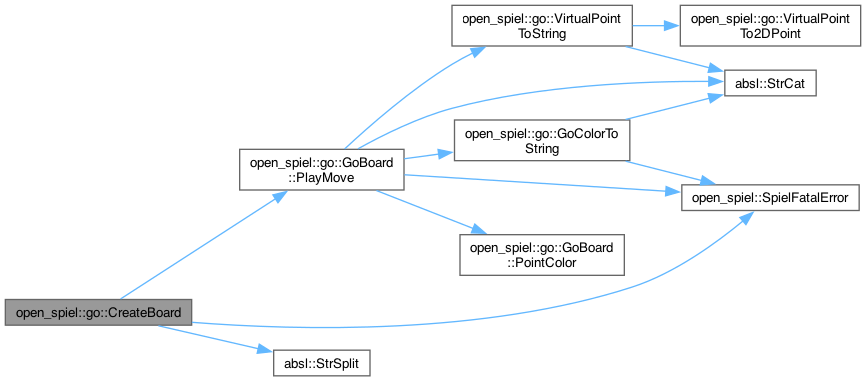 open_spiel::go::VirtualPoint
ToString
open_spiel::go::VirtualPoint
To2DPoint
absl::StrCat
open_spiel::go::GoColorTo
String
open_spiel::go::GoBoard
::PlayMove
open_spiel::SpielFatalError
open_spiel::go::GoBoard
::PointColor
open_spiel::go::CreateBoard
absl::StrSplit